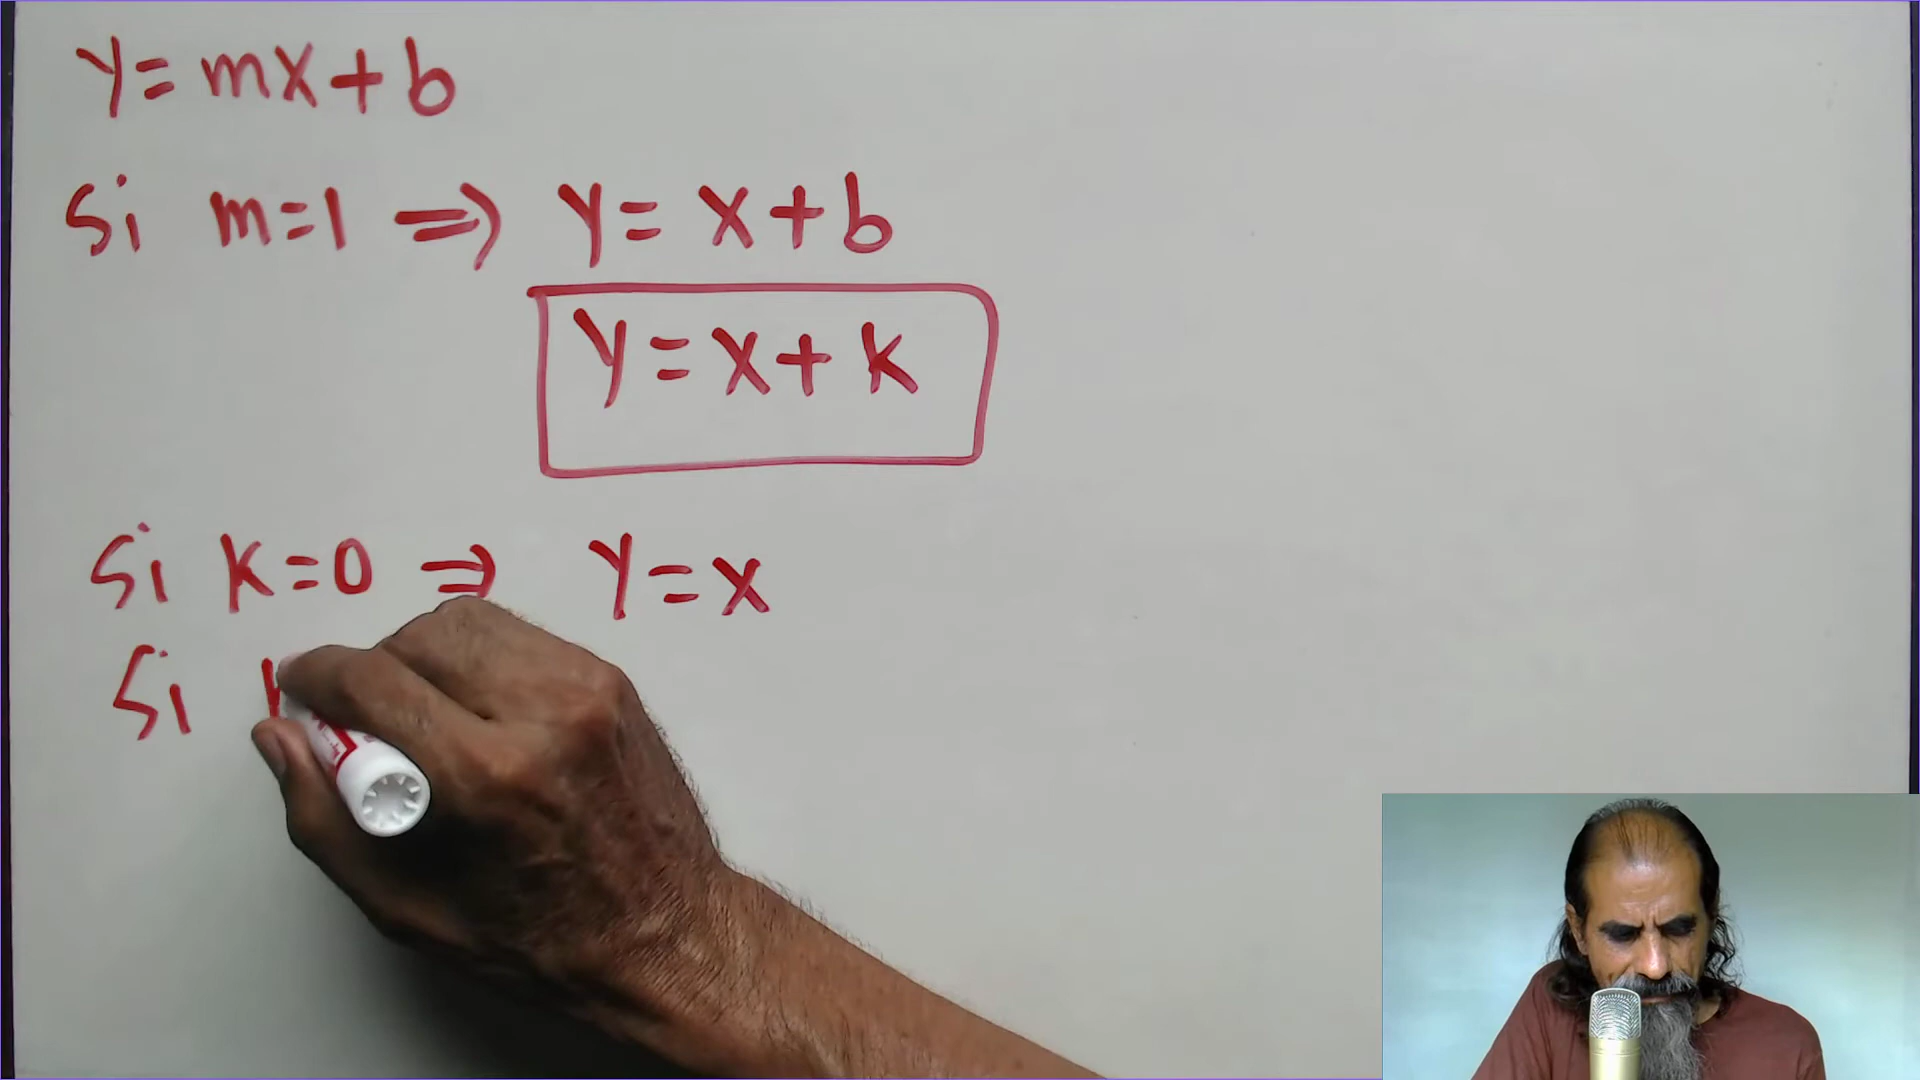 y = mx + b
Si m=1 ⇒ y = x + b
y = x + k
Si k=0 ⇒ y = x
Si